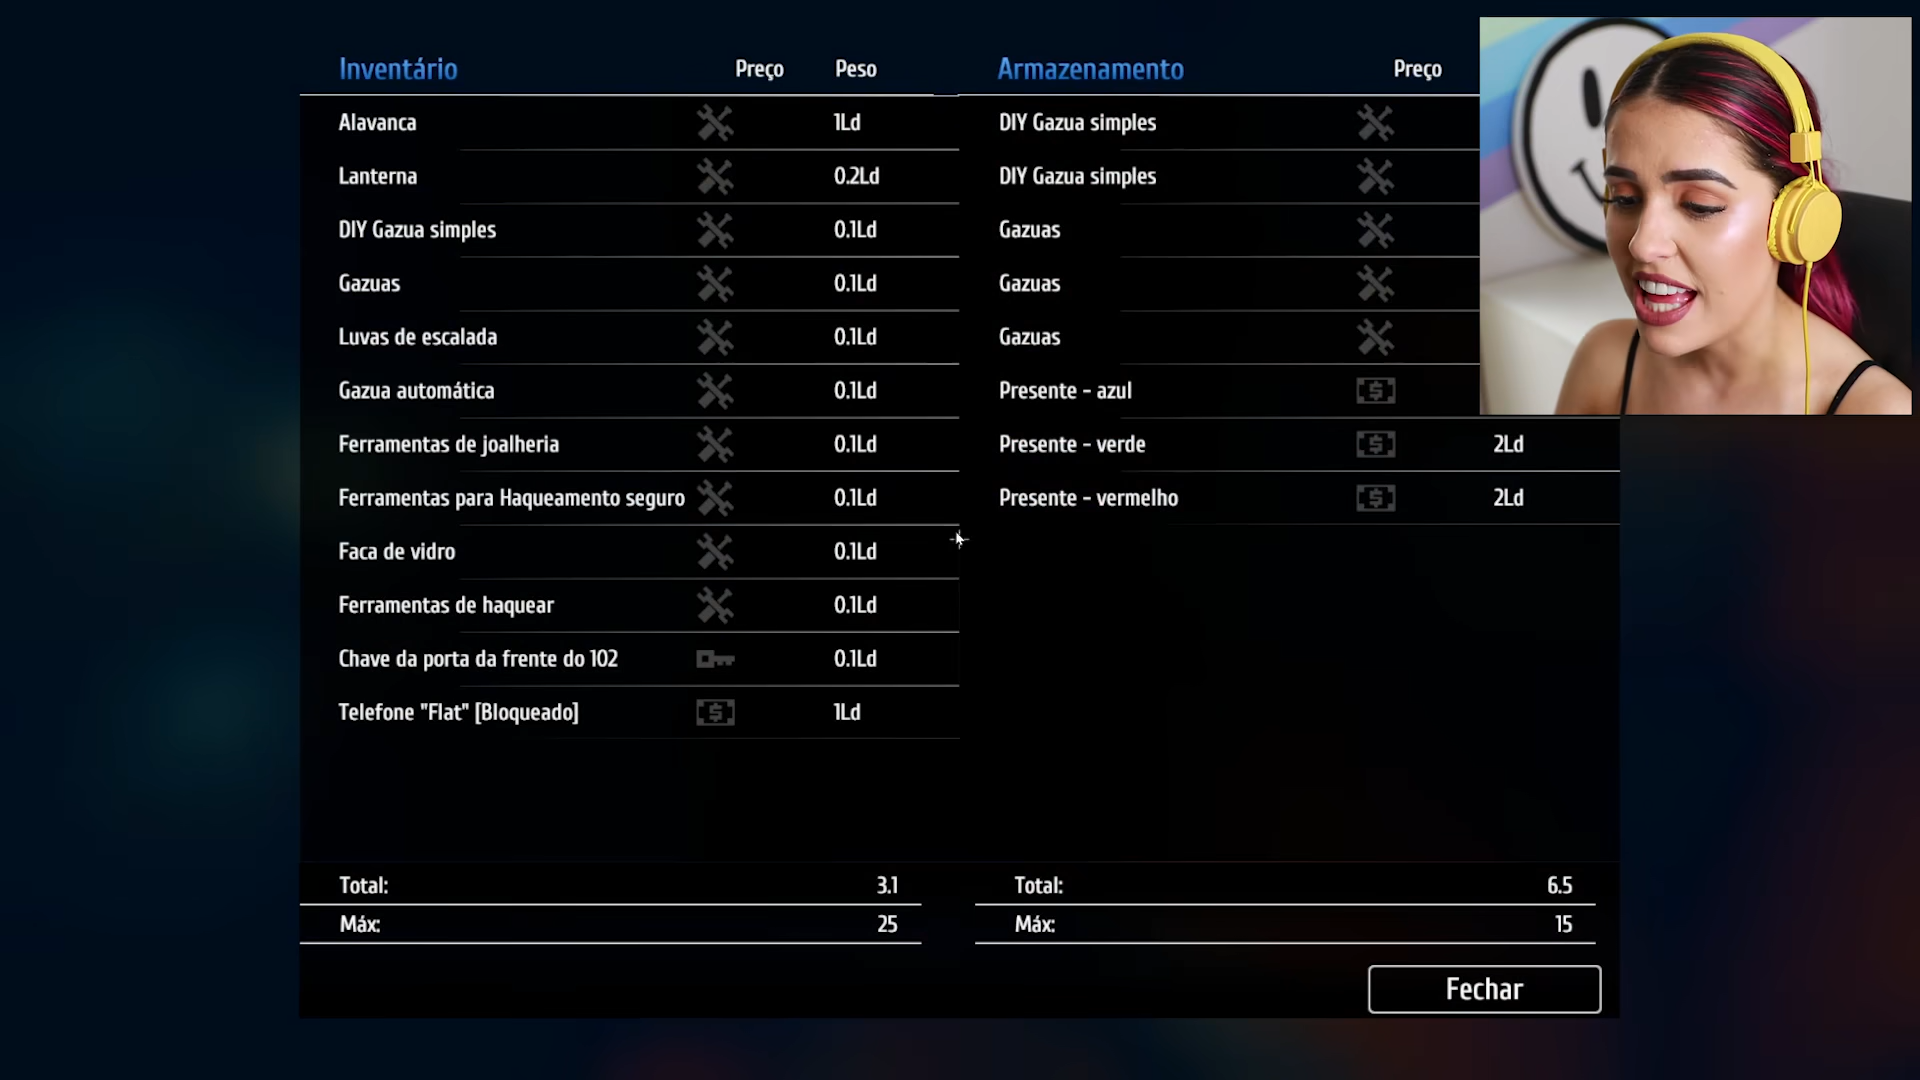 Inventário Preço Peso
Alavanca 1Ld
Lanterna 0.2Ld
DIY Gazua simples 0.1Ld
Gazuas 0.1Ld
Luvas de escalada 0.1Ld
Gazua automática 0.1Ld
Ferramentas de joalheria 0.1Ld
Ferramentas para Haqueamento seguro 0.1Ld
Faca de vidro 0.1Ld
Ferramentas de haquear 0.1Ld
Chave da porta da frente do 102 0.1Ld
Telefone "Flat" [Bloqueado] 1Ld
Total: 3.1
Máx: 25
Armazenamento Preço
DIY Gazua simples
DIY Gazua simples
Gazuas
Gazuas
Gazuas
Presente - azul
Presente - verde 2Ld
Presente - vermelho 2Ld
Total: 6.5
Máx: 15
Fechar